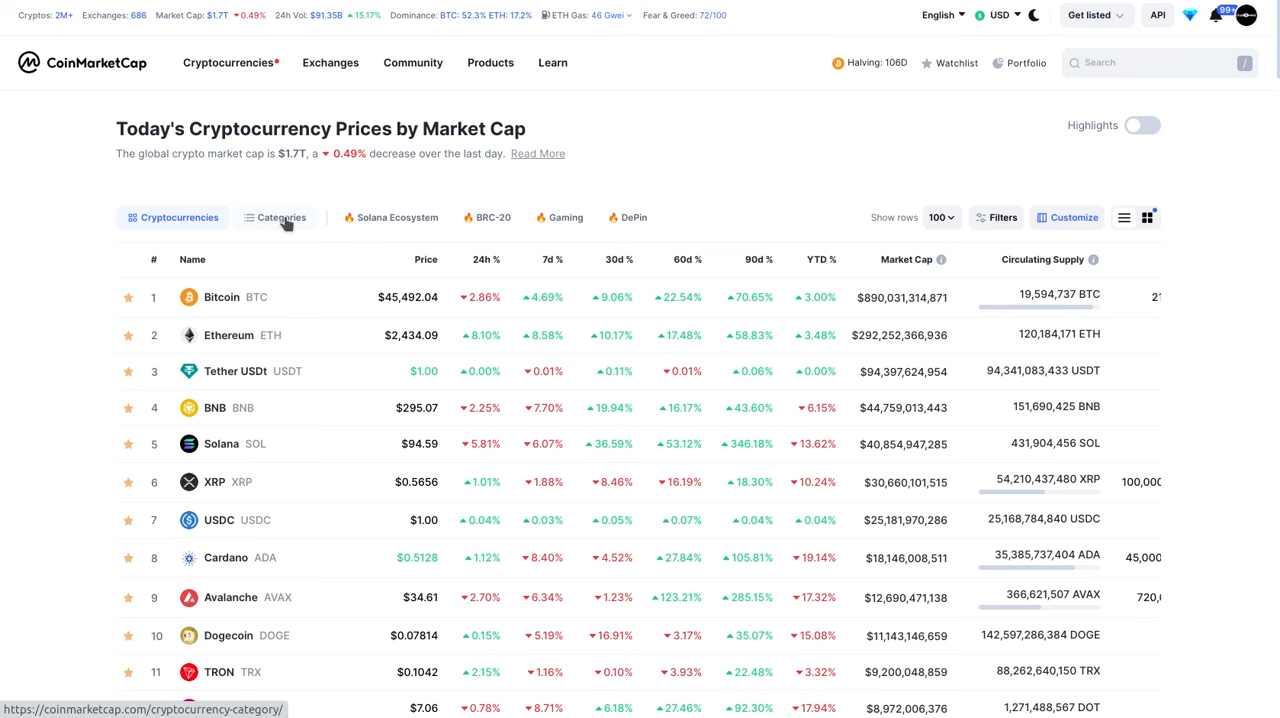 Cryptos: 2M+ Exchanges: 686 Market Cap: $1.7T 0.49% 24h Vol: $91.35B 15.17% Dominance: BTC: 52.3% ETH: 17.2% ETH Gas: 46 Gwei Fear & Greed: 72/100 English USD Get listed API 99+
CoinMarketCap Cryptocurrencies Exchanges Community Products Learn Halving: 106D Watchlist Portfolio Search /
Today's Cryptocurrency Prices by Market Cap Highlights
The global crypto market cap is $1.7T, a 0.49% decrease over the last day. Read More
Cryptocurrencies Categories Solana Ecosystem BRC-20 Gaming DePin Show rows 100 Filters Customize
# Name Price 24h % 7d % 30d % 60d % 90d % YTD % Market Cap Circulating Supply
1 Bitcoin BTC $45,492.04 2.86% 4.69% 9.06% 22.54% 70.65% 3.00% $890,031,314,871 19,594,737 BTC 21
2 Ethereum ETH $2,434.09 8.10% 8.58% 10.17% 17.48% 58.83% 3.48% $292,252,366,936 120,184,171 ETH
3 Tether USDt USDT $1.00 0.00% 0.01% 0.11% 0.01% 0.06% 0.00% $94,397,624,954 94,341,083,433 USDT
4 BNB BNB $295.07 2.25% 7.70% 19.94% 16.17% 43.60% 6.15% $44,759,013,443 151,690,425 BNB
5 Solana SOL $94.59 5.81% 6.07% 36.59% 53.12% 346.18% 13.62% $40,854,947,285 431,904,456 SOL
6 XRP XRP $0.5656 1.01% 1.88% 8.46% 16.19% 18.30% 10.24% $30,660,101,515 54,210,437,480 XRP 100,000
7 USDC USDC $1.00 0.04% 0.03% 0.05% 0.07% 0.04% 0.04% $25,181,970,286 25,168,784,840 USDC
8 Cardano ADA $0.5128 1.12% 8.40% 4.52% 27.84% 105.81% 19.14% $18,146,008,511 35,385,737,404 ADA 45,000
9 Avalanche AVAX $34.61 2.70% 6.34% 1.23% 123.21% 285.15% 17.32% $12,690,471,138 366,621,507 AVAX 720,
10 Dogecoin DOGE $0.07814 0.15% 5.19% 16.91% 3.17% 35.07% 15.08% $11,143,146,659 142,597,286,384 DOGE
11 TRON TRX $0.1042 2.15% 1.16% 0.10% 3.93% 22.48% 3.32% $9,200,048,859 88,262,640,150 TRX
$7.06 0.78% 8.71% 6.18% 27.46% 92.30% 17.94% $8,972,006,376 1,271,488,567 DOT
https://coinmarketcap.com/cryptocurrency-category/